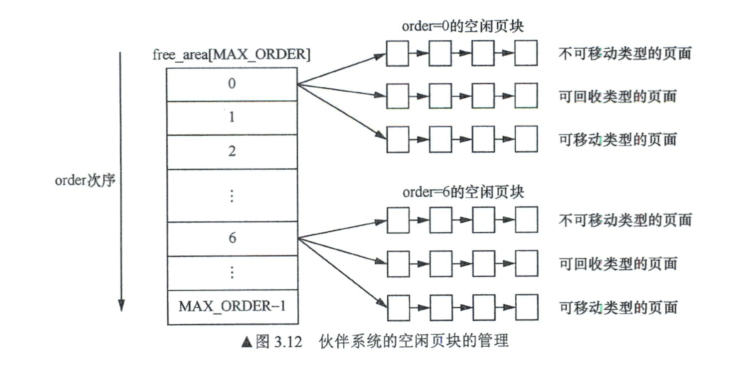 order=0的空闲页块
free_area[MAX_ORDER]
不可移动类型的页面
0
可回收类型的页面
1
可移动类型的页面
2
order次序
⋮
order=6的空闲页块
不可移动类型的页面
6
可回收类型的页面
⋮
可移动类型的页面
MAX_ORDER-1
▲图 3.12 伙伴系统的空闲页块的管理